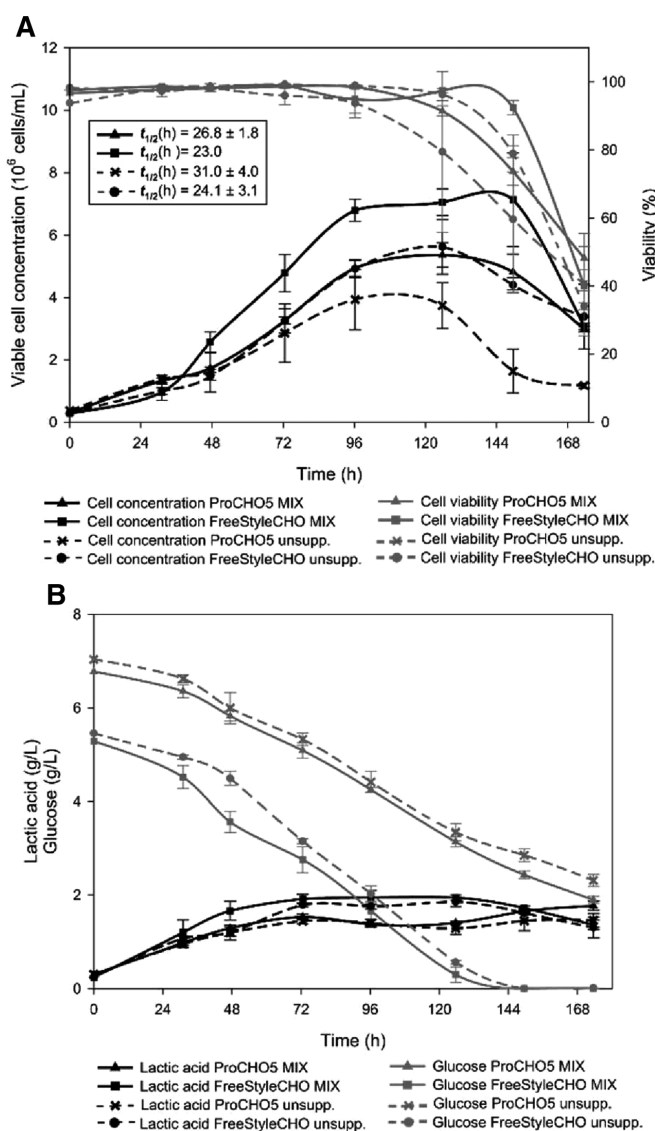 A
12
10
8
6
4
2
0
Viable cell concentration (10⁶ cells/mL)
t1/2(h) = 26.8 ± 1.8
t1/2(h) = 23.0
t1/2(h) = 31.0 ± 4.0
t1/2(h) = 24.1 ± 3.1
100
80
60
40
20
0
Viability (%)
0 24 48 72 96 120 144 168
Time (h)
Cell concentration ProCHO5 MIX
Cell concentration FreeStyleCHO MIX
Cell concentration ProCHO5 unsupp.
Cell concentration FreeStyleCHO unsupp.
Cell viability ProCHO5 MIX
Cell viability FreeStyleCHO MIX
Cell viability ProCHO5 unsupp.
Cell viability FreeStyleCHO unsupp.
B
8
6
4
2
0
Lactic acid (g/L)
Glucose (g/L)
0 24 48 72 96 120 144 168
Time (h)
Lactic acid ProCHO5 MIX
Lactic acid FreeStyleCHO MIX
Lactic acid ProCHO5 unsupp.
Lactic acid FreeStyleCHO unsupp.
Glucose ProCHO5 MIX
Glucose FreeStyleCHO MIX
Glucose ProCHO5 unsupp.
Glucose FreeStyleCHO unsupp.